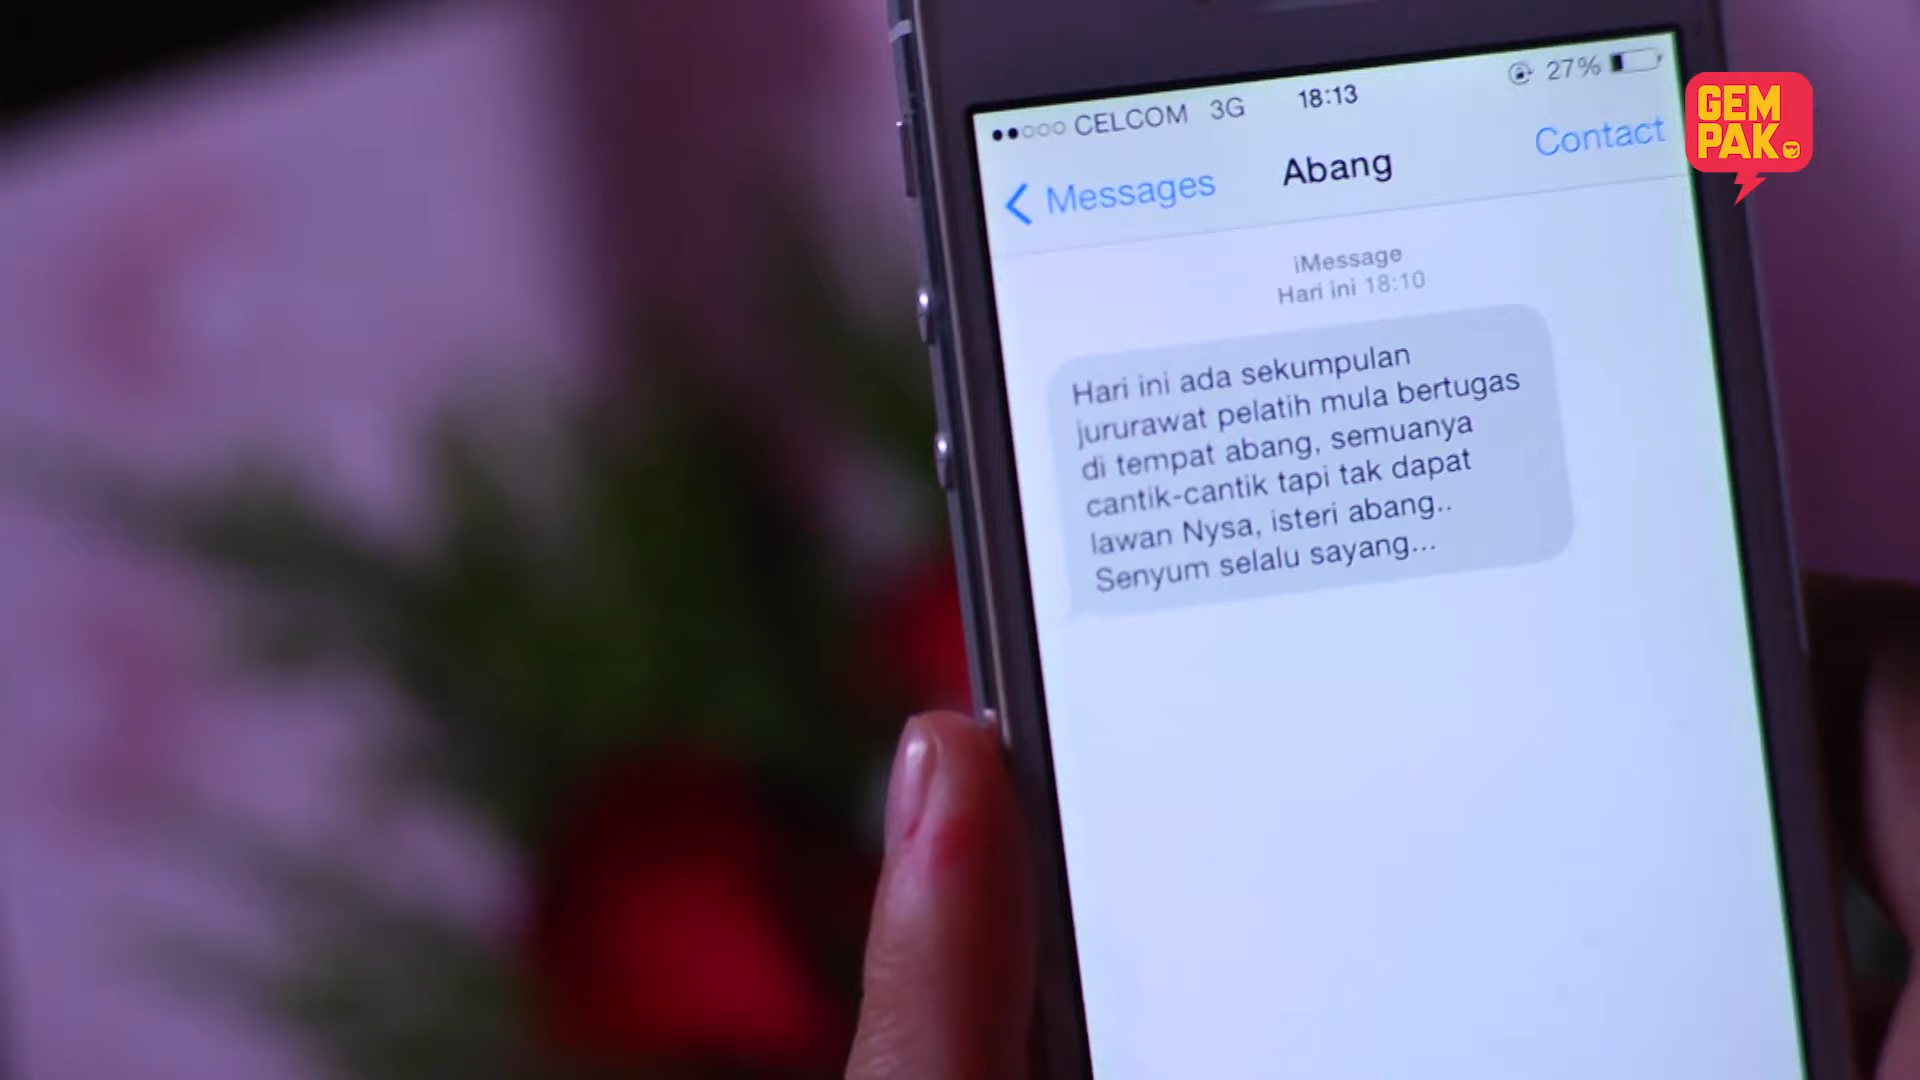 CELCOM 3G 18:13 27%
Messages Abang Contact
iMessage
Hari ini 18:10
Hari ini ada sekumpulan
jururawat pelatih mula bertugas
di tempat abang, semuanya
cantik-cantik tapi tak dapat
lawan Nysa, isteri abang..
Senyum selalu sayang...
GEM
PAK